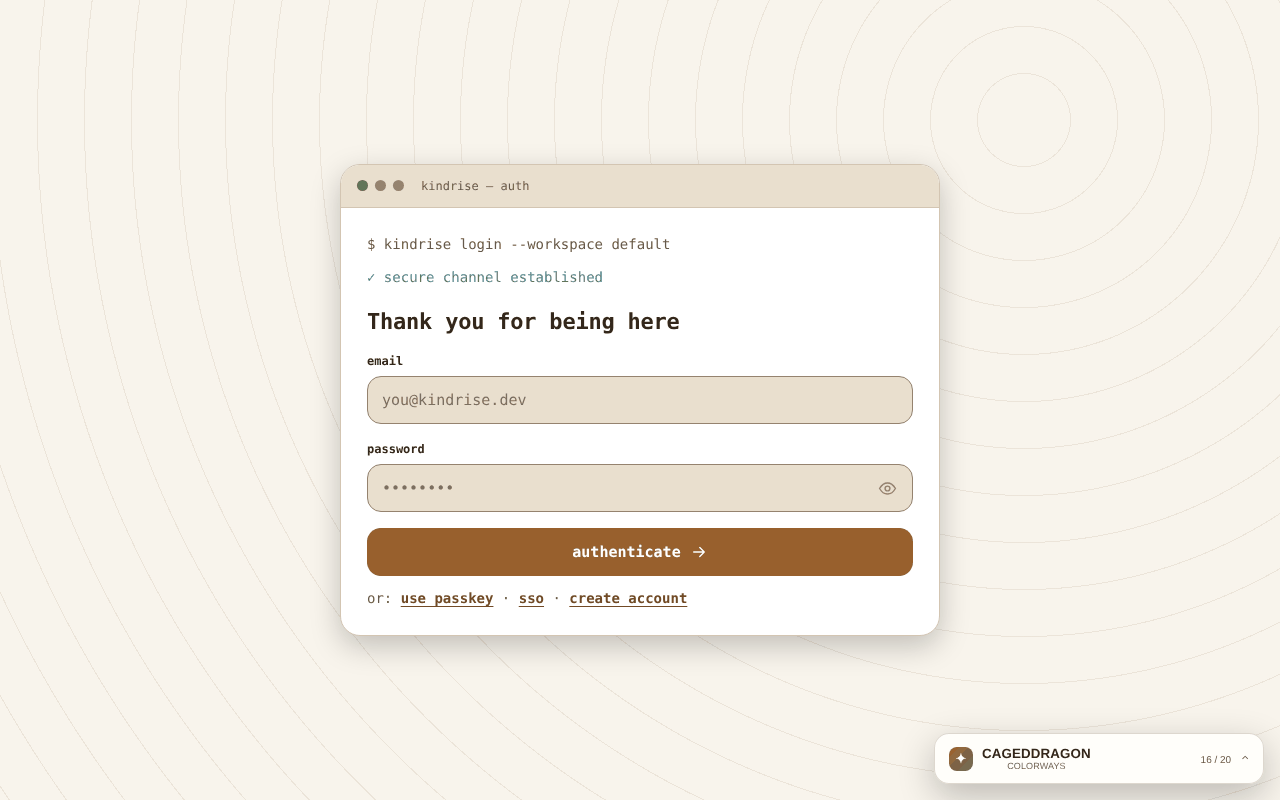 kindrise — auth
$ kindrise login --workspace default
✓ secure channel established
Thank you for being here
email
you@kindrise.dev
password
••••••••
authenticate →
or: use passkey · sso · create account
CAGEDDRAGON
COLORWAYS
16 / 20